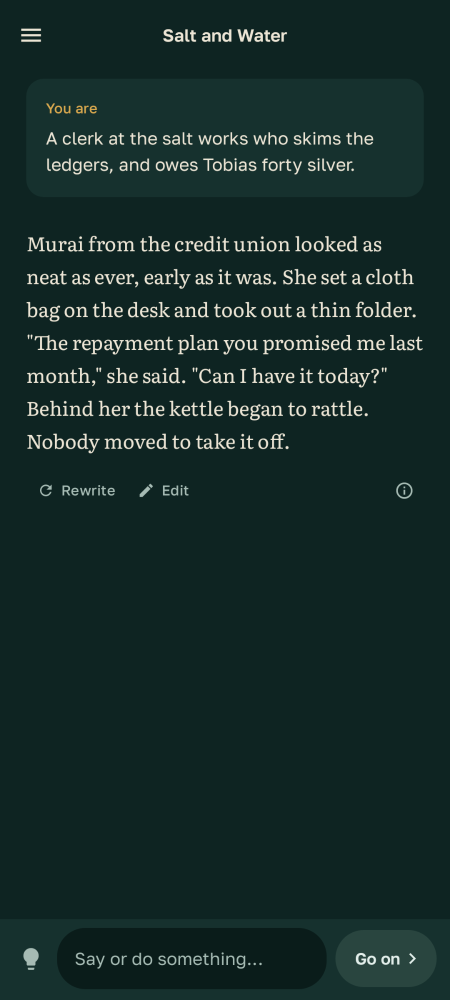 Salt and Water
You are
A clerk at the salt works who skims the
ledgers, and owes Tobias forty silver.
Murai from the credit union looked as
neat as ever, early as it was. She set a cloth
bag on the desk and took out a thin folder.
"The repayment plan you promised me last
month," she said. "Can I have it today?"
Behind her the kettle began to rattle.
Nobody moved to take it off.
Rewrite
Edit
Say or do something...
Go on